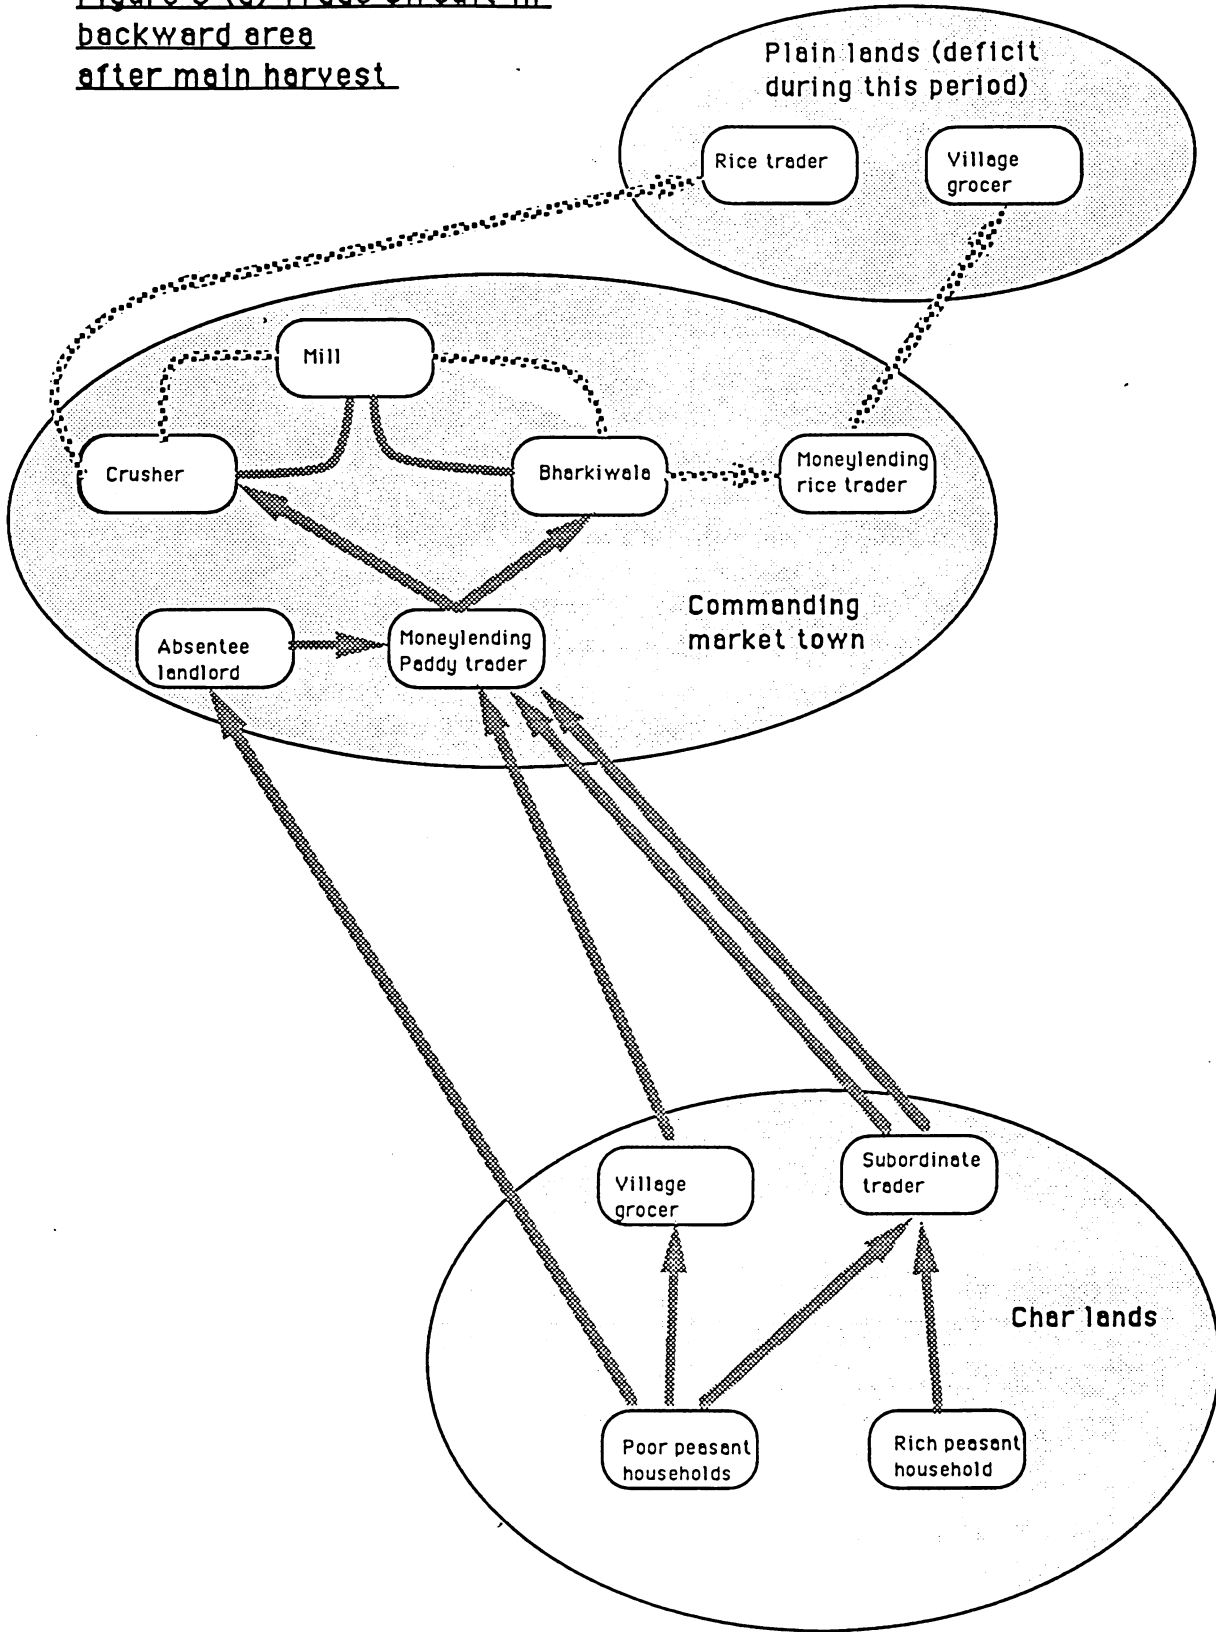 backward area
after main harvest
Plain lands (deficit
during this period)
Rice trader
Village
grocer
Mill
Crusher
Bharkiwala
Moneylending
rice trader
Commanding
market town
Absentee
landlord
Moneylending
Paddy trader
Village
grocer
Subordinate
trader
Char lands
Poor peasant
households
Rich peasant
household